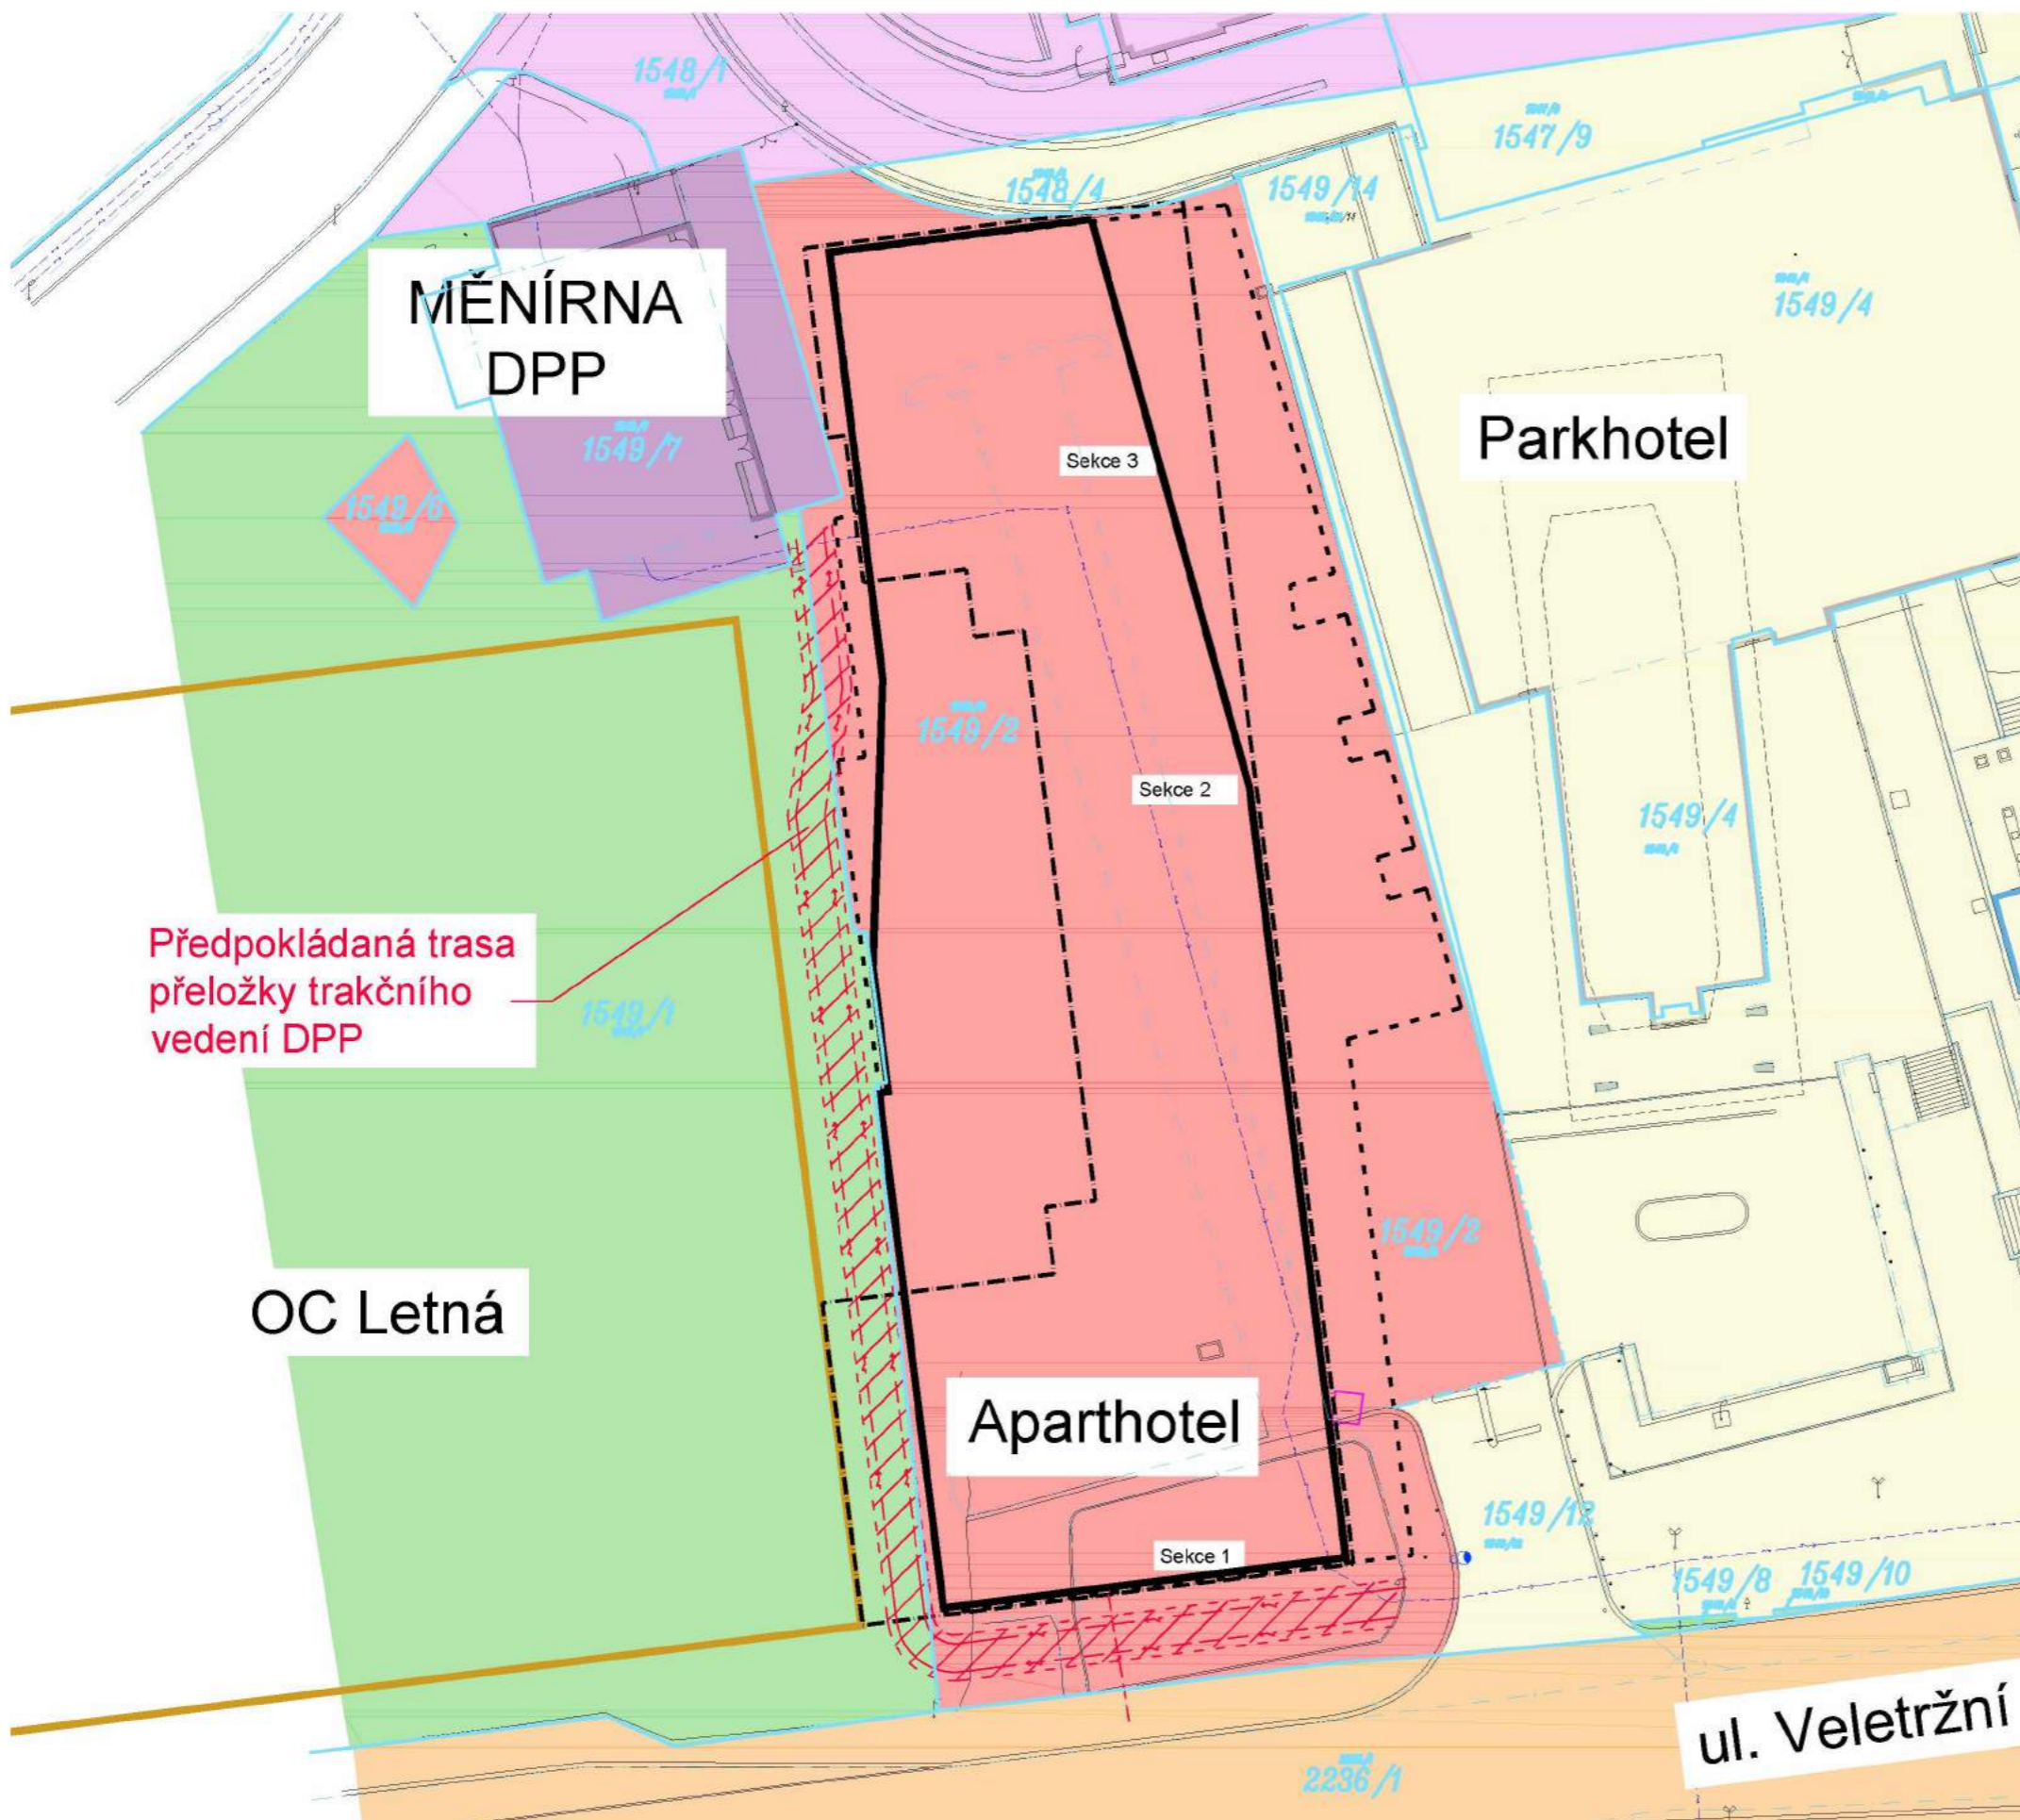 1548/1
1547/9
1548/4
1549/14
MĚNÍRNA
DPP
1549/4
Parkhotel
1549/7
Sekce 3
1549/6
1549/2
Sekce 2
1549/4
Předpokládaná trasa
přeložky trakčního
vedení DPP
1549/1
1549/2
OC Letná
Aparthotel
1549/12
Sekce 1
1549/8
1549/10
ul. Veletržní
2236/1